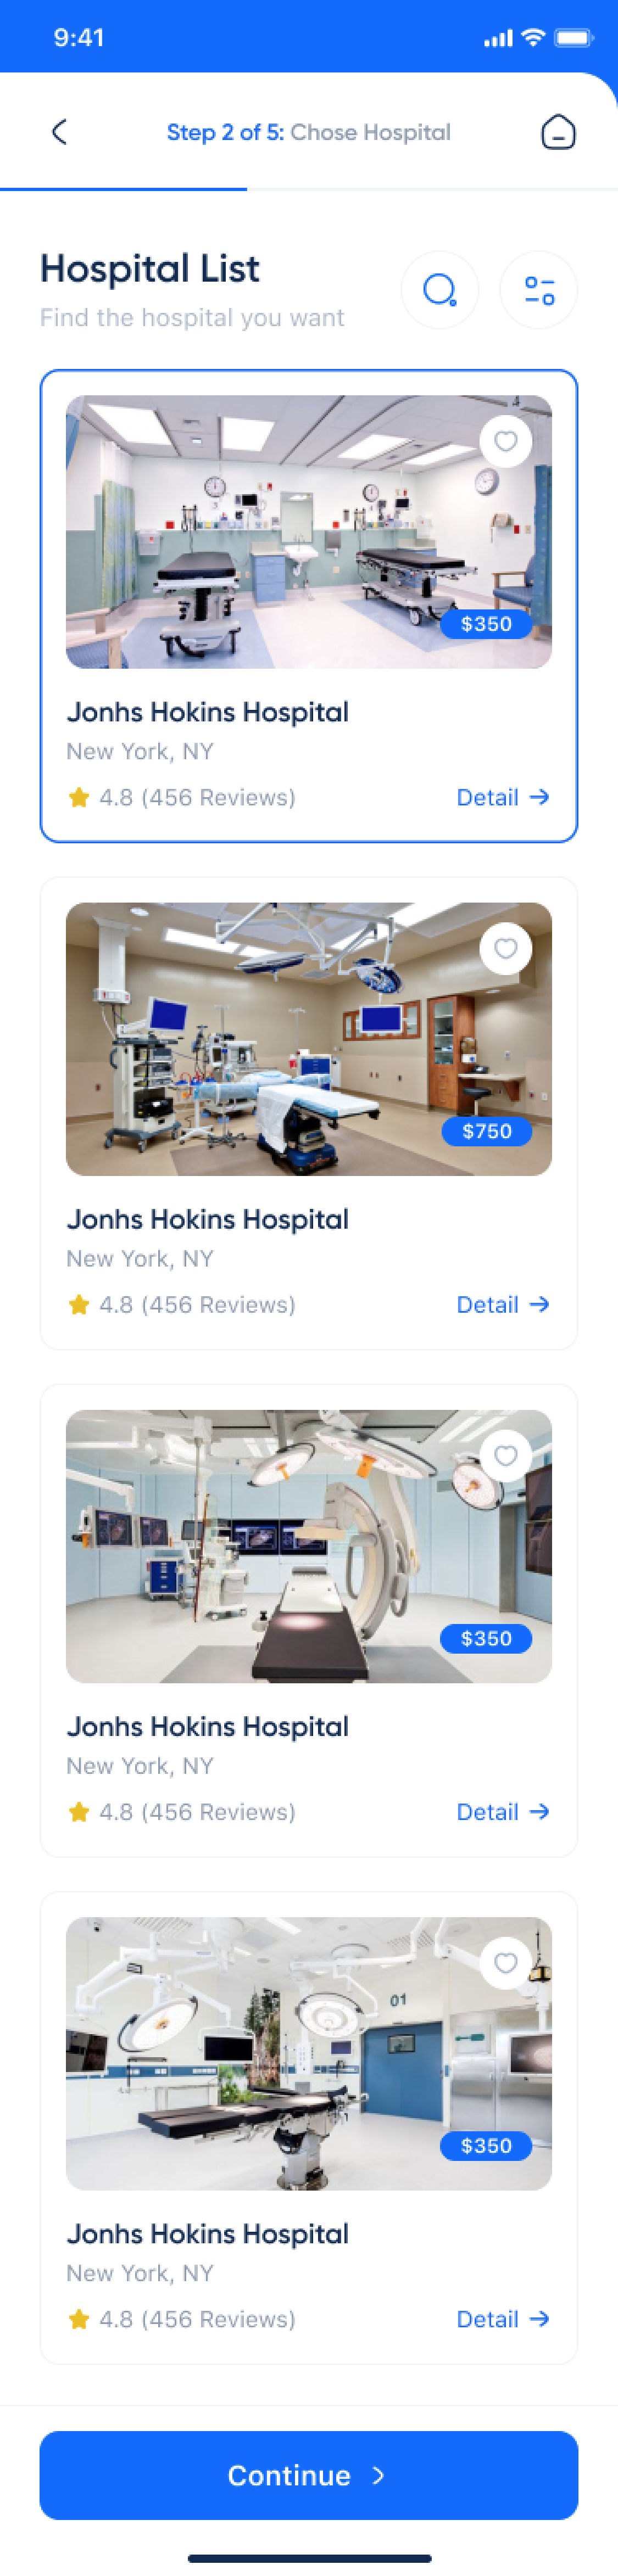 9:41
Step 2 of 5: Chose Hospital
Hospital List
Find the hospital you want
$350
Jonhs Hokins Hospital
New York, NY
4.8 (456 Reviews)
Detail
$750
Jonhs Hokins Hospital
New York, NY
4.8 (456 Reviews)
Detail
$350
Jonhs Hokins Hospital
New York, NY
4.8 (456 Reviews)
Detail
01
$350
Jonhs Hokins Hospital
New York, NY
4.8 (456 Reviews)
Detail
Continue